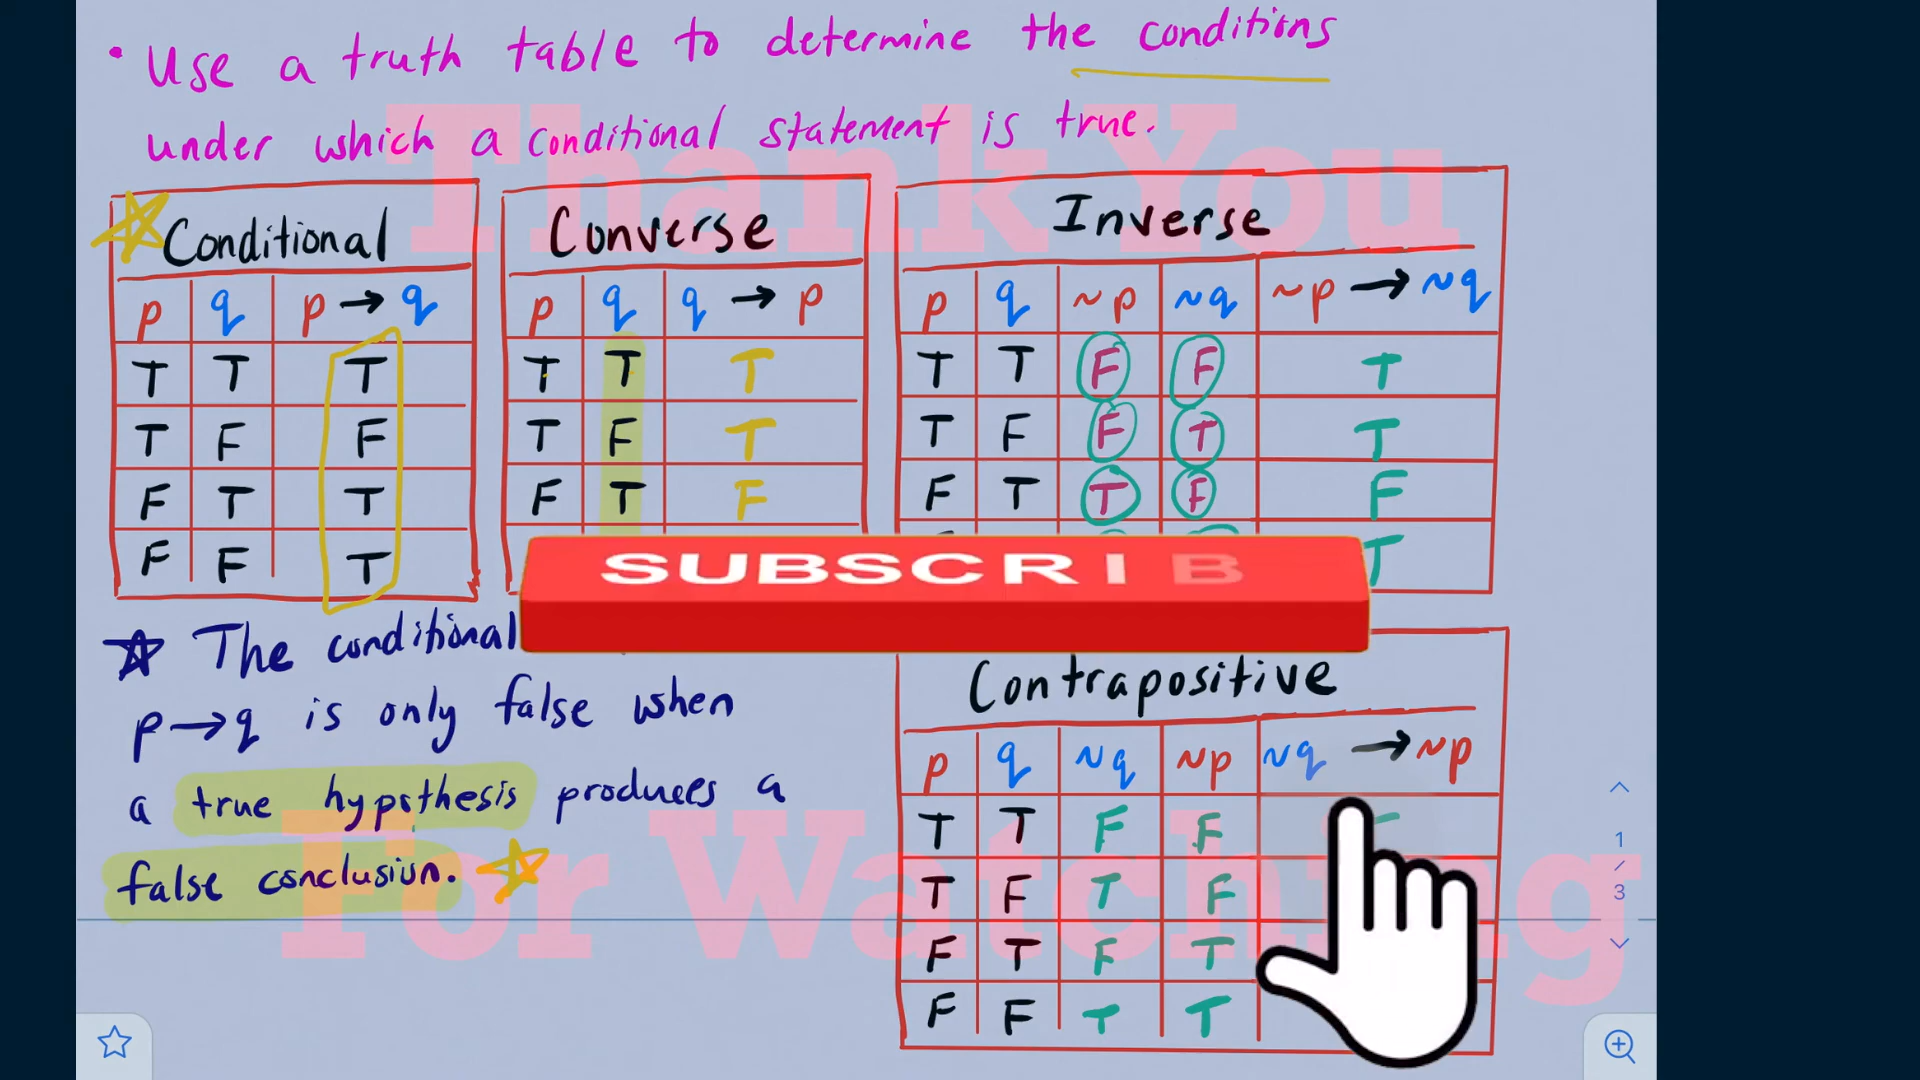 • Use a truth table to determine the conditions
under which a conditional statement is true.
Thank You
Conditional
p q p → q
T T T
T F F
F T T
F F T
Converse
p q q → p
T T T
T F T
F T F
Inverse
p q ~p ~q ~p → ~q
T T F F T
T F F T T
F T T F F
T
SUBSCRIB
The conditional
p → q is only false when
a true hypothesis produces a
false conclusion.
For Watching
Contrapositive
p q ~q ~p ~q → ~p
T T F F
T F T F
F T F T
F F T T
1
/
3